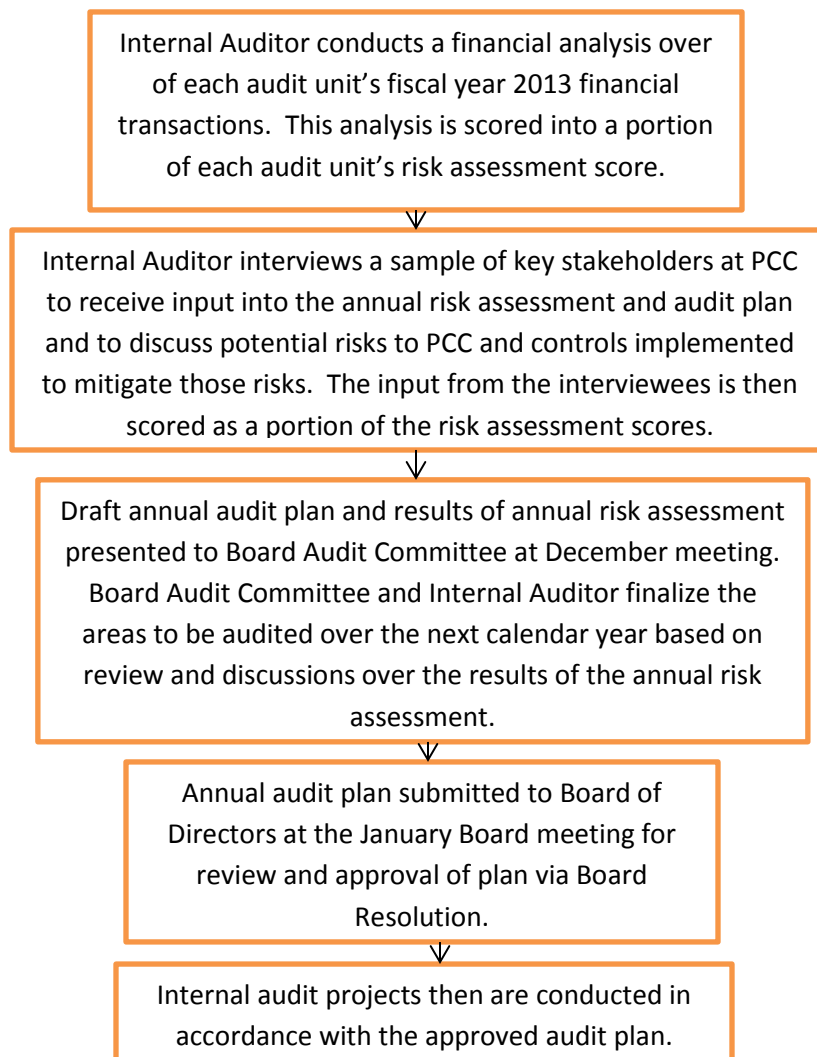 Internal Auditor conducts a financial analysis over
of each audit unit’s fiscal year 2013 financial
transactions.  This analysis is scored into a portion
of each audit unit’s risk assessment score.
Internal Auditor interviews a sample of key stakeholders at PCC
to receive input into the annual risk assessment and audit plan
and to discuss potential risks to PCC and controls implemented
to mitigate those risks.  The input from the interviewees is then
scored as a portion of the risk assessment scores.
Draft annual audit plan and results of annual risk assessment
presented to Board Audit Committee at December meeting.
Board Audit Committee and Internal Auditor finalize the
areas to be audited over the next calendar year based on
review and discussions over the results of the annual risk
assessment.
Annual audit plan submitted to Board of
Directors at the January Board meeting for
review and approval of plan via Board
Resolution.
Internal audit projects then are conducted in
accordance with the approved audit plan.